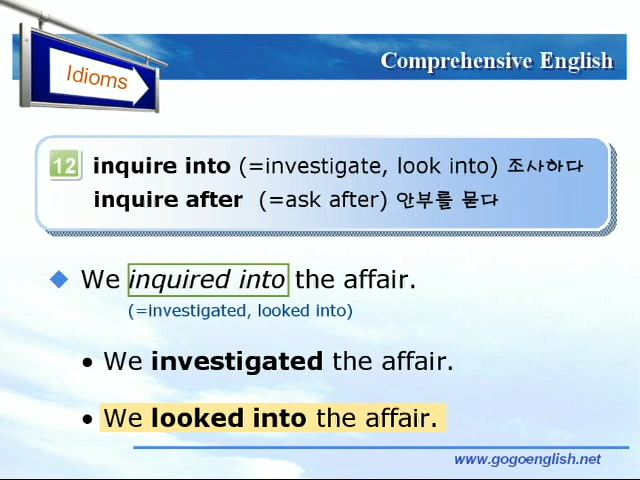 Idioms
Comprehensive English
12 inquire into (=investigate, look into) 조사하다
inquire after (=ask after) 안부를 묻다
We inquired into the affair.
(=investigated, looked into)
• We investigated the affair.
• We looked into the affair.
www.gogoenglish.net